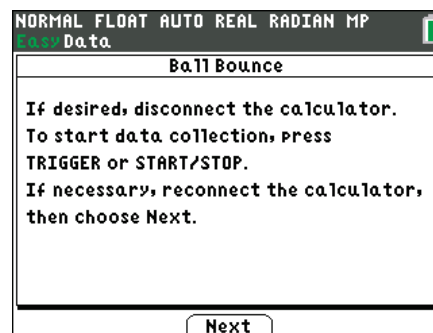 NORMAL FLOAT AUTO REAL RADIAN MP
EasyData
Ball Bounce
If desired, disconnect the calculator.
To start data collection, press
TRIGGER or START/STOP.
If necessary, reconnect the calculator,
then choose Next.
Next